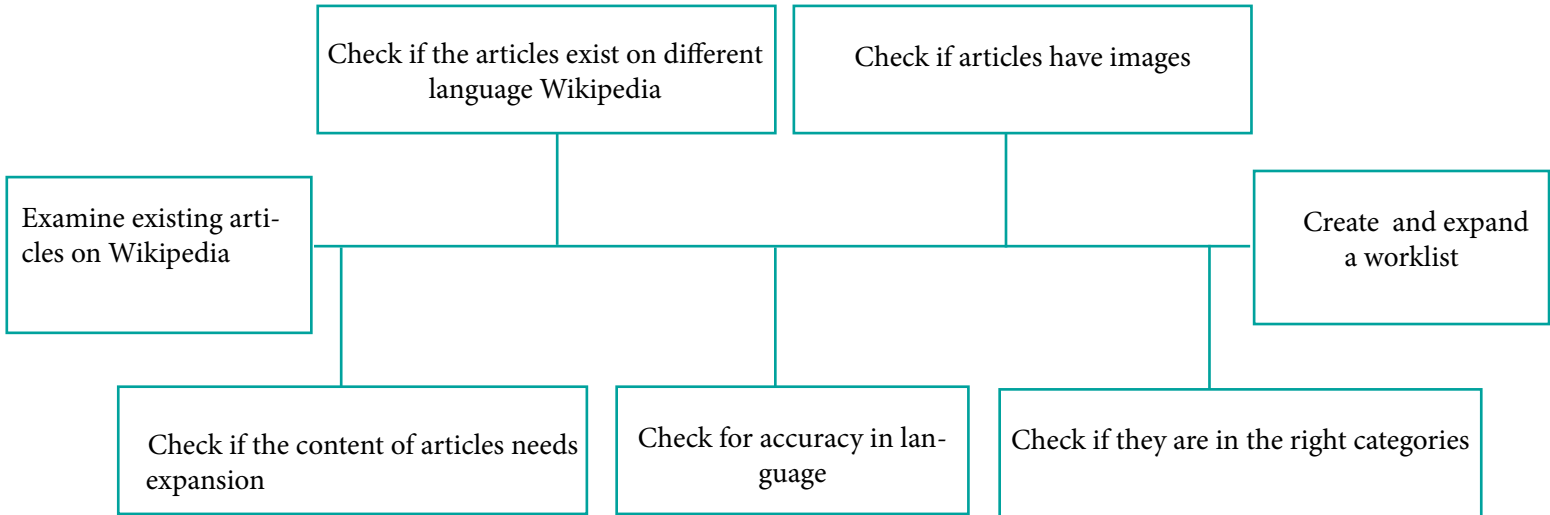 Check if the articles exist on different
language Wikipedia
Check if articles have images
Examine existing arti-
cles on Wikipedia
Create  and expand
a worklist
Check if the content of articles needs
expansion
Check for accuracy in lan-
guage
Check if they are in the right categories